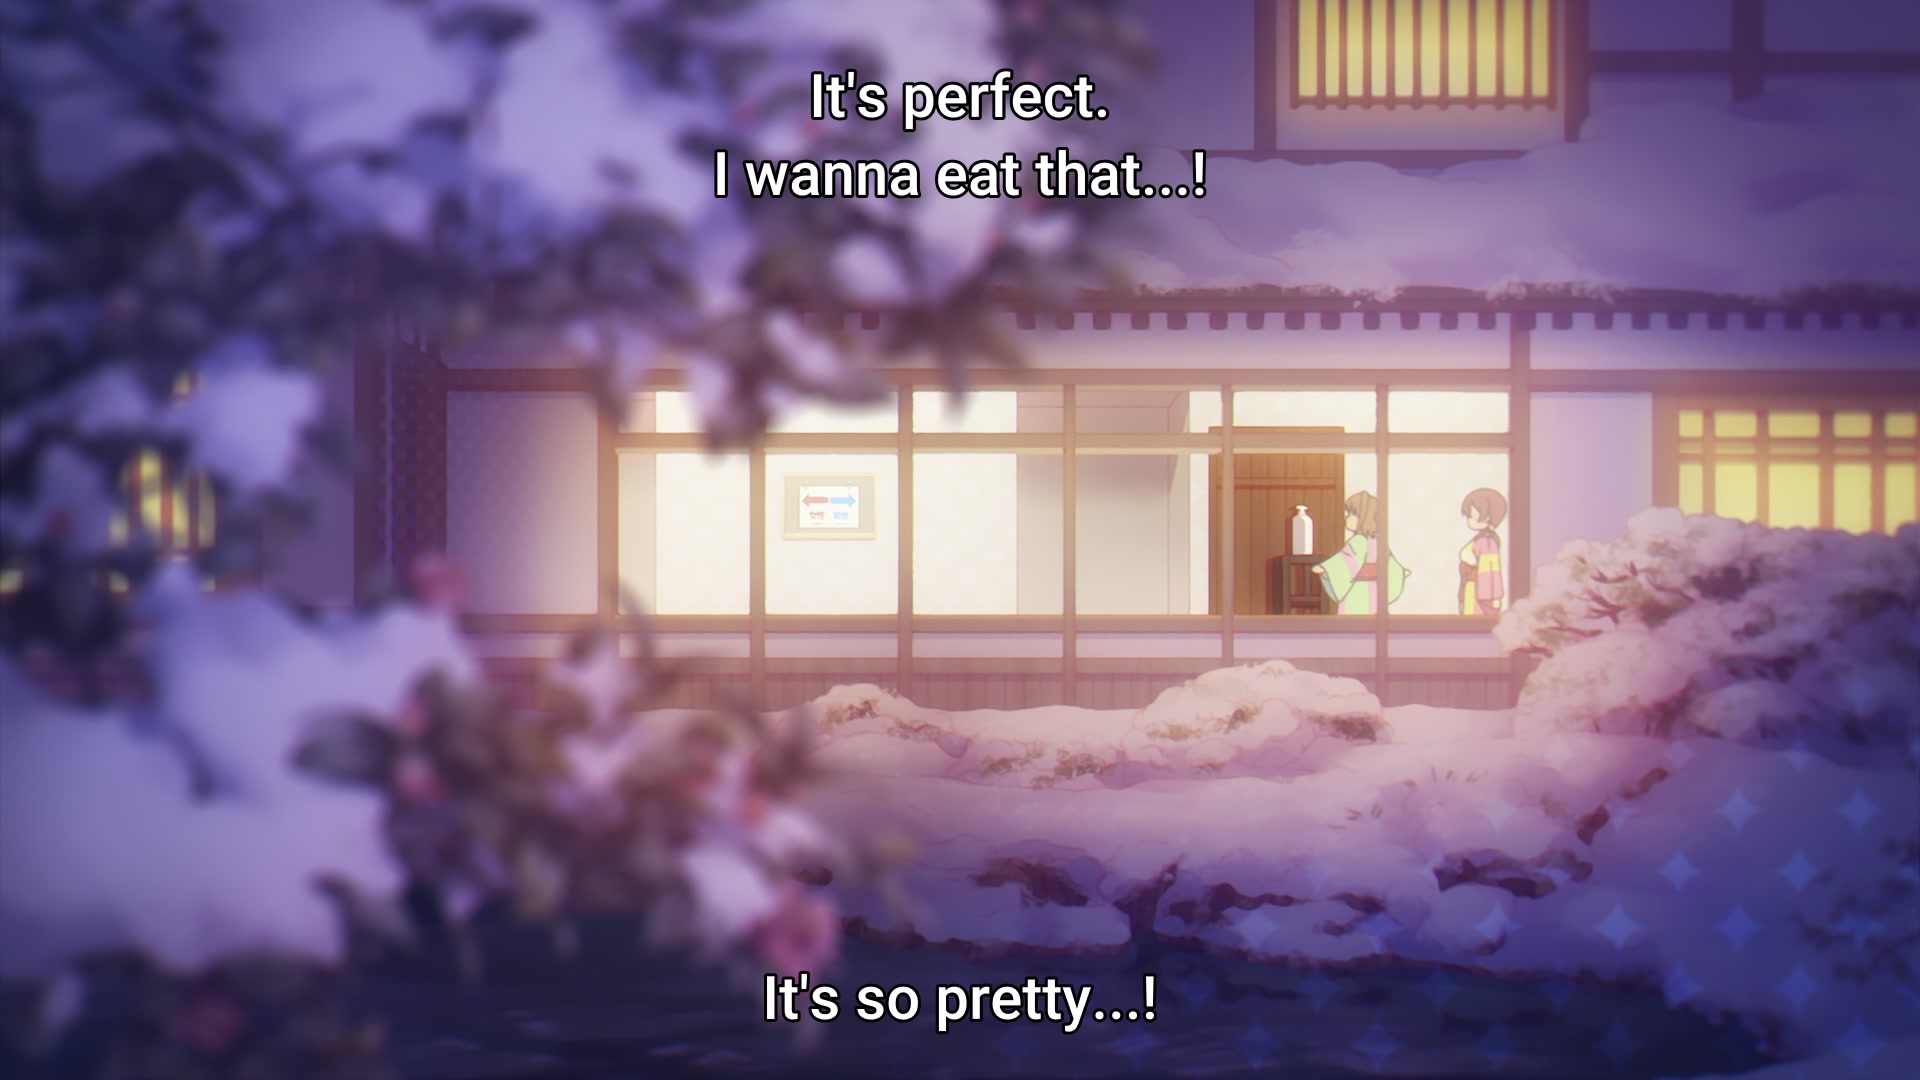 It's perfect.
I wanna eat that...!
It's so pretty...!